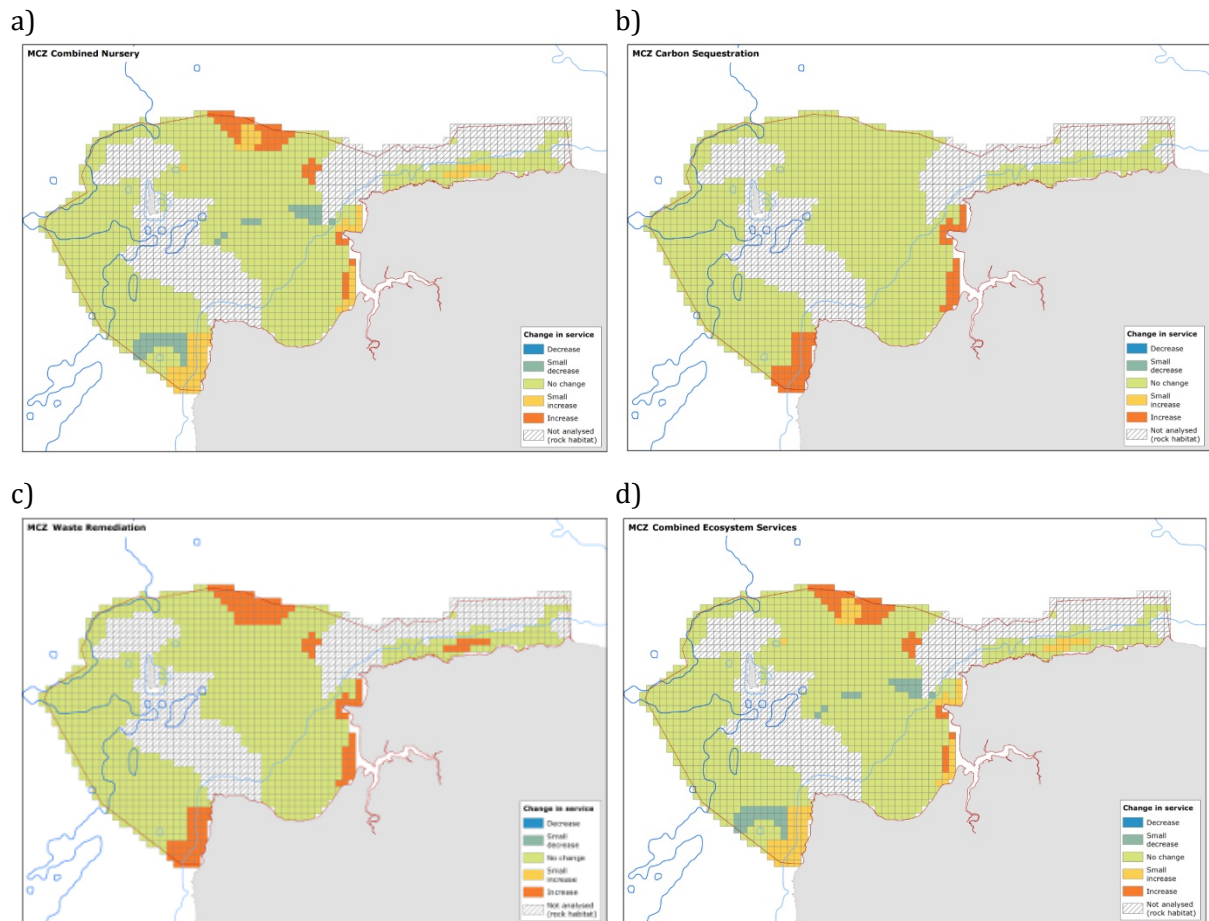 a)
MCZ Combined Nursery
Change in service
Decrease
Small
decrease
No change
Small
increase
Increase
Not analysed
(rock habitat)
b)
MCZ Carbon Sequestration
Change in service
Decrease
Small
decrease
No change
Small
increase
Increase
Not analysed
(rock habitat)
c)
MCZ Waste Remediation
Change in service
Decrease
Small
decrease
No change
Small
increase
Increase
Not analysed
(rock habitat)
d)
MCZ Combined Ecosystem Services
Change in service
Decrease
Small
decrease
No change
Small
increase
Increase
Not analysed
(rock habitat)